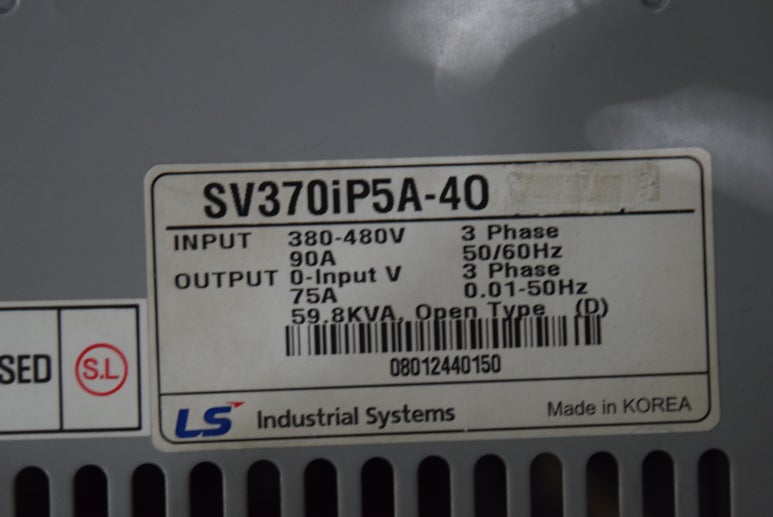 SV370iP5A-4O
INPUT 380-480V 3 Phase
90A 50/60Hz
OUTPUT 0-Input V 3 Phase
75A 0.01-50Hz
59.8KVA, Open Type (D)
08012440150
LS Industrial Systems Made in KOREA
SED
S.L